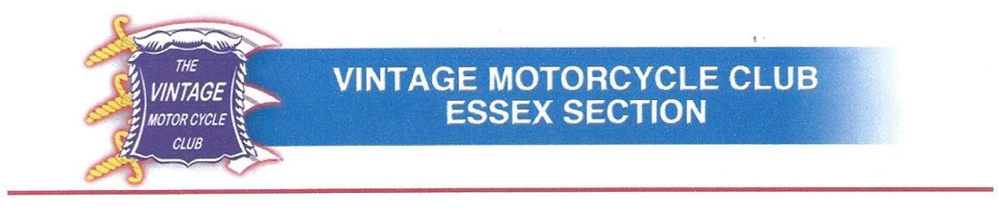 THE
VINTAGE
MOTOR CYCLE
CLUB
VINTAGE MOTORCYCLE CLUB
ESSEX SECTION